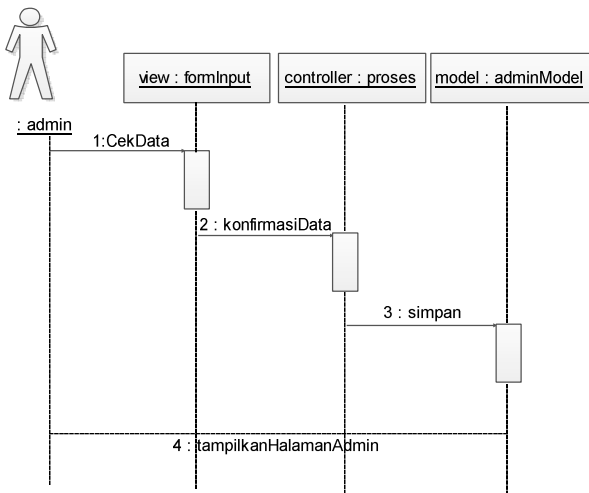 view : formInput
controller : proses
model : adminModel
: admin
1:CekData
2 : konfirmasiData
3 : simpan
4 : tampilkanHalamanAdmin